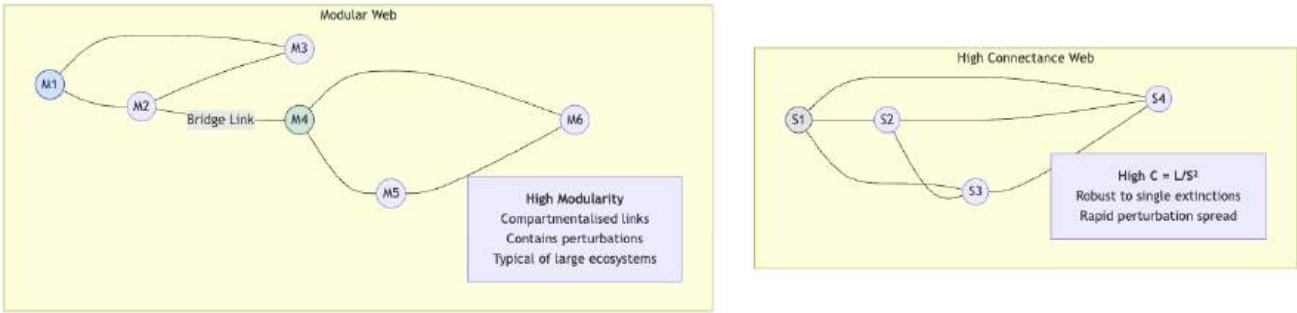 Modular Web
M1
M2
M3
Bridge Link
M4
M5
M6
High Modularity
Compartmentalised links
Contains perturbations
Typical of large ecosystems
High Connectance Web
S1
S2
S3
S4
High C = L/S²
Robust to single extinctions
Rapid perturbation spread